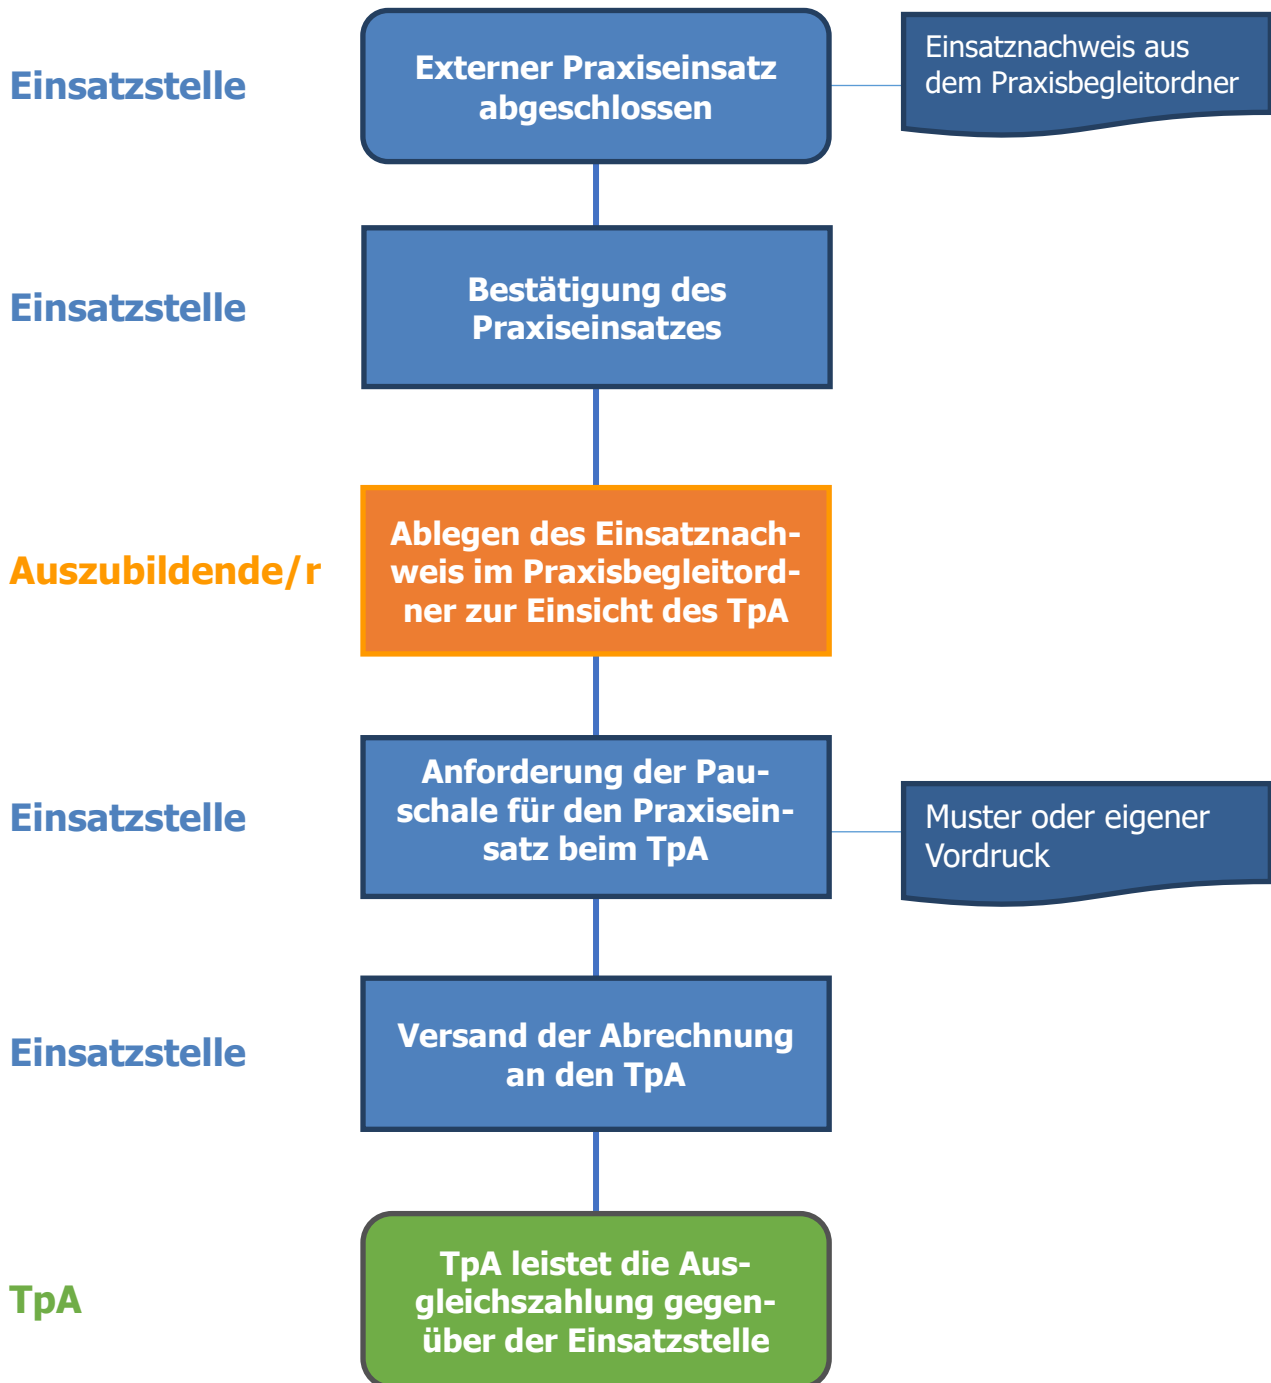 Einsatzstelle
Externer Praxiseinsatz
abgeschlossen
Einsatznachweis aus
dem Praxisbegleitordner
Einsatzstelle
Bestätigung des
Praxiseinsatzes
Auszubildende/r
Ablegen des Einsatznach-
weis im Praxisbegleitord-
ner zur Einsicht des TpA
Einsatzstelle
Anforderung der Pau-
schale für den Praxisein-
satz beim TpA
Muster oder eigener
Vordruck
Einsatzstelle
Versand der Abrechnung
an den TpA
TpA
TpA leistet die Aus-
gleichszahlung gegen-
über der Einsatzstelle